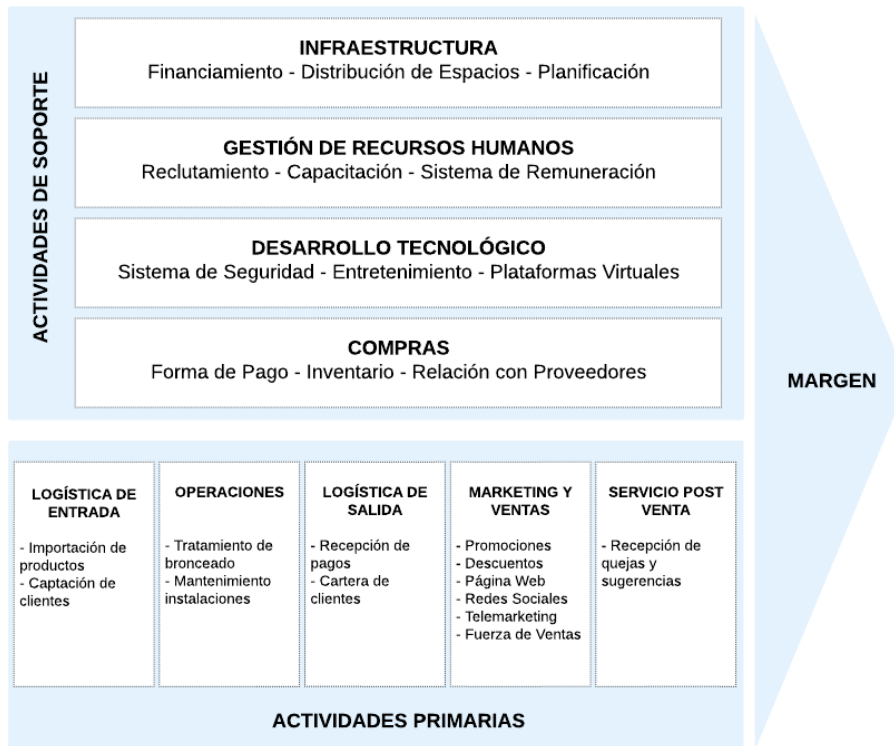 ACTIVIDADES DE SOPORTE
INFRAESTRUCTURA
Financiamiento - Distribución de Espacios - Planificación
GESTIÓN DE RECURSOS HUMANOS
Reclutamiento - Capacitación - Sistema de Remuneración
DESARROLLO TECNOLÓGICO
Sistema de Seguridad - Entretenimiento - Plataformas Virtuales
COMPRAS
Forma de Pago - Inventario - Relación con Proveedores
MARGEN
LOGÍSTICA DE
ENTRADA
- Importación de
productos
- Captación de
clientes
OPERACIONES
- Tratamiento de
bronceado
- Mantenimiento
instalaciones
LOGÍSTICA DE
SALIDA
- Recepción de
pagos
- Cartera de
clientes
MARKETING Y
VENTAS
- Promociones
- Descuentos
- Página Web
- Redes Sociales
- Telemarketing
- Fuerza de Ventas
SERVICIO POST
VENTA
- Recepción de
quejas y
sugerencias
ACTIVIDADES PRIMARIAS